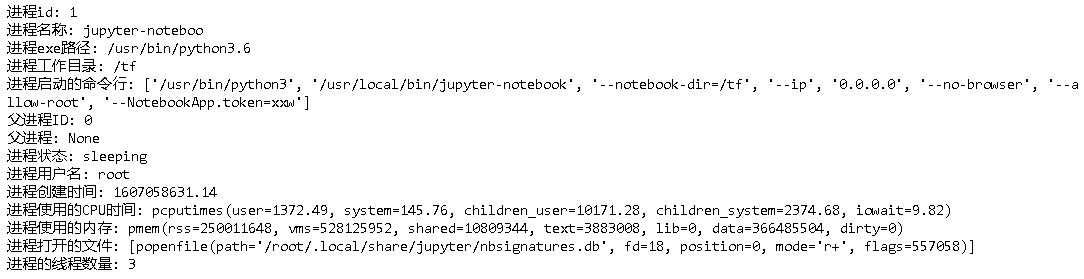 进程id: 1
进程名称: jupyter-noteboo
进程exe路径: /usr/bin/python3.6
进程工作目录: /tf
进程启动的命令行: ['/usr/bin/python3', '/usr/local/bin/jupyter-notebook', '--notebook-dir=/tf', '--ip', '0.0.0.0', '--no-browser', '--a
llow-root', '--NotebookApp.token=xxw']
父进程ID: 0
父进程: None
进程状态: sleeping
进程用户名: root
进程创建时间: 1607058631.14
进程使用的CPU时间: pcputimes(user=1372.49, system=145.76, children_user=10171.28, children_system=2374.68, iowait=9.82)
进程使用的内存: pmem(rss=250011648, vms=528125952, shared=10809344, text=3883008, lib=0, data=366485504, dirty=0)
进程打开的文件: [popenfile(path='/root/.local/share/jupyter/nbsignatures.db', fd=18, position=0, mode='r+', flags=557058)]
进程的线程数量: 3